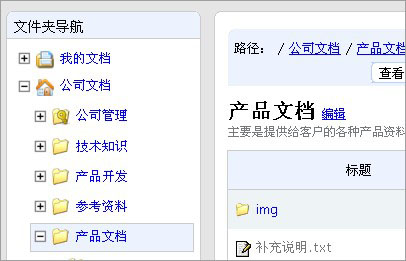 文件夹导航
我的文档
公司文档
公司管理
技术知识
产品开发
参考资料
产品文档
路径: / 公司文档 / 产品文档
查看
产品文档 编辑
主要是提供给客户的各种产品资料
标题
img
补充说明.txt